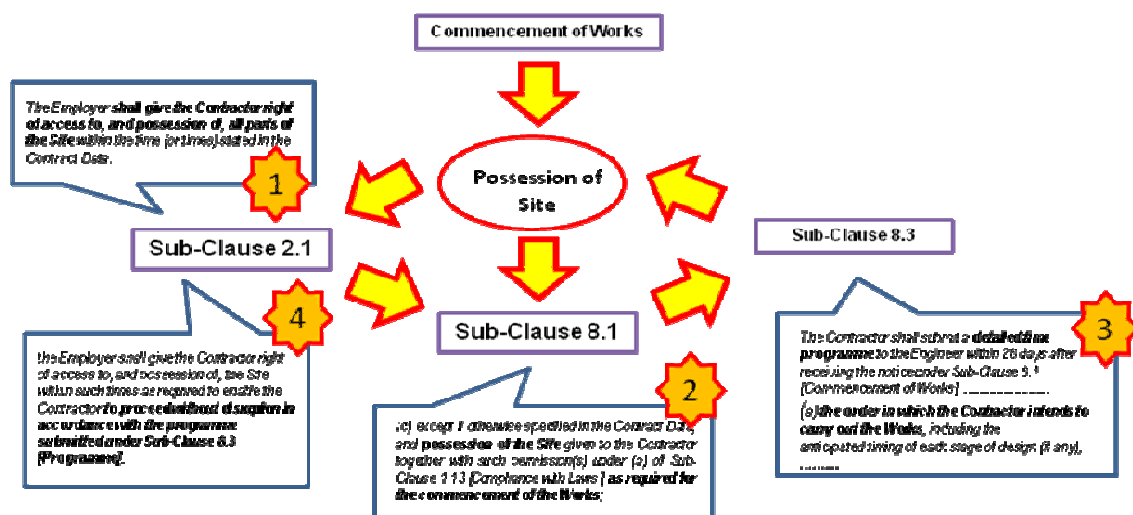 Commencement of Works
The Employer shall give the Contractor right
of access to, and possession of, all parts of
the Site within the time (or times) stated in the
Contract Data.
1
Possession of
Site
Sub-Clause 2.1
Sub-Clause 8.3
4
Sub-Clause 8.1
the Employer shall give the Contractor right
of access to, and possession of, the Site
within such times as required to enable the
Contractor to proceed without disruption in
accordance with the programme
submitted under Sub-Clause 8.3
[Programme].
2
(c) except if otherwise specified in the Contract Data,
and possession of the Site given to the Contractor
together with such permission(s) under (a) of Sub-
Clause 1.13 [Compliance with Laws] as required for
the commencement of the Works;
3
The Contractor shall submit a detailed time
programme to the Engineer within 28 days after
receiving the notice under Sub-Clause 8.1
[Commencement of Works] ....................
(a) the order in which the Contractor intends to
carry out the Works, including the
anticipated timing of each stage of design (if any),
..........